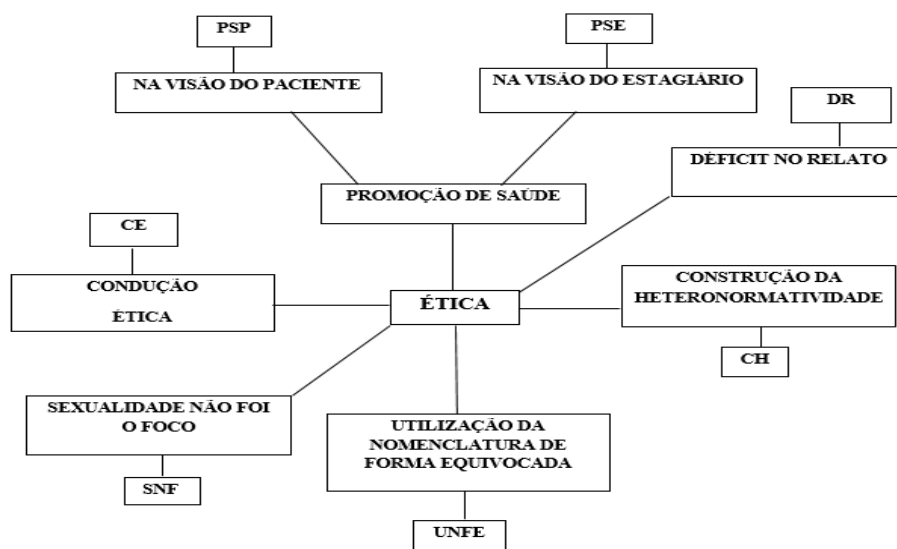 PSP
PSE
NA VISÃO DO PACIENTE
NA VISÃO DO ESTAGIÁRIO
DR
DÉFICIT NO RELATO
PROMOÇÃO DE SAÚDE
CE
CONDUÇÃO
ÉTICA
ÉTICA
CONSTRUÇÃO DA
HETERONORMATIVIDADE
CH
SEXUALIDADE NÃO FOI
O FOCO
SNF
UTILIZAÇÃO DA
NOMENCLATURA DE
FORMA EQUIVOCADA
UNFE